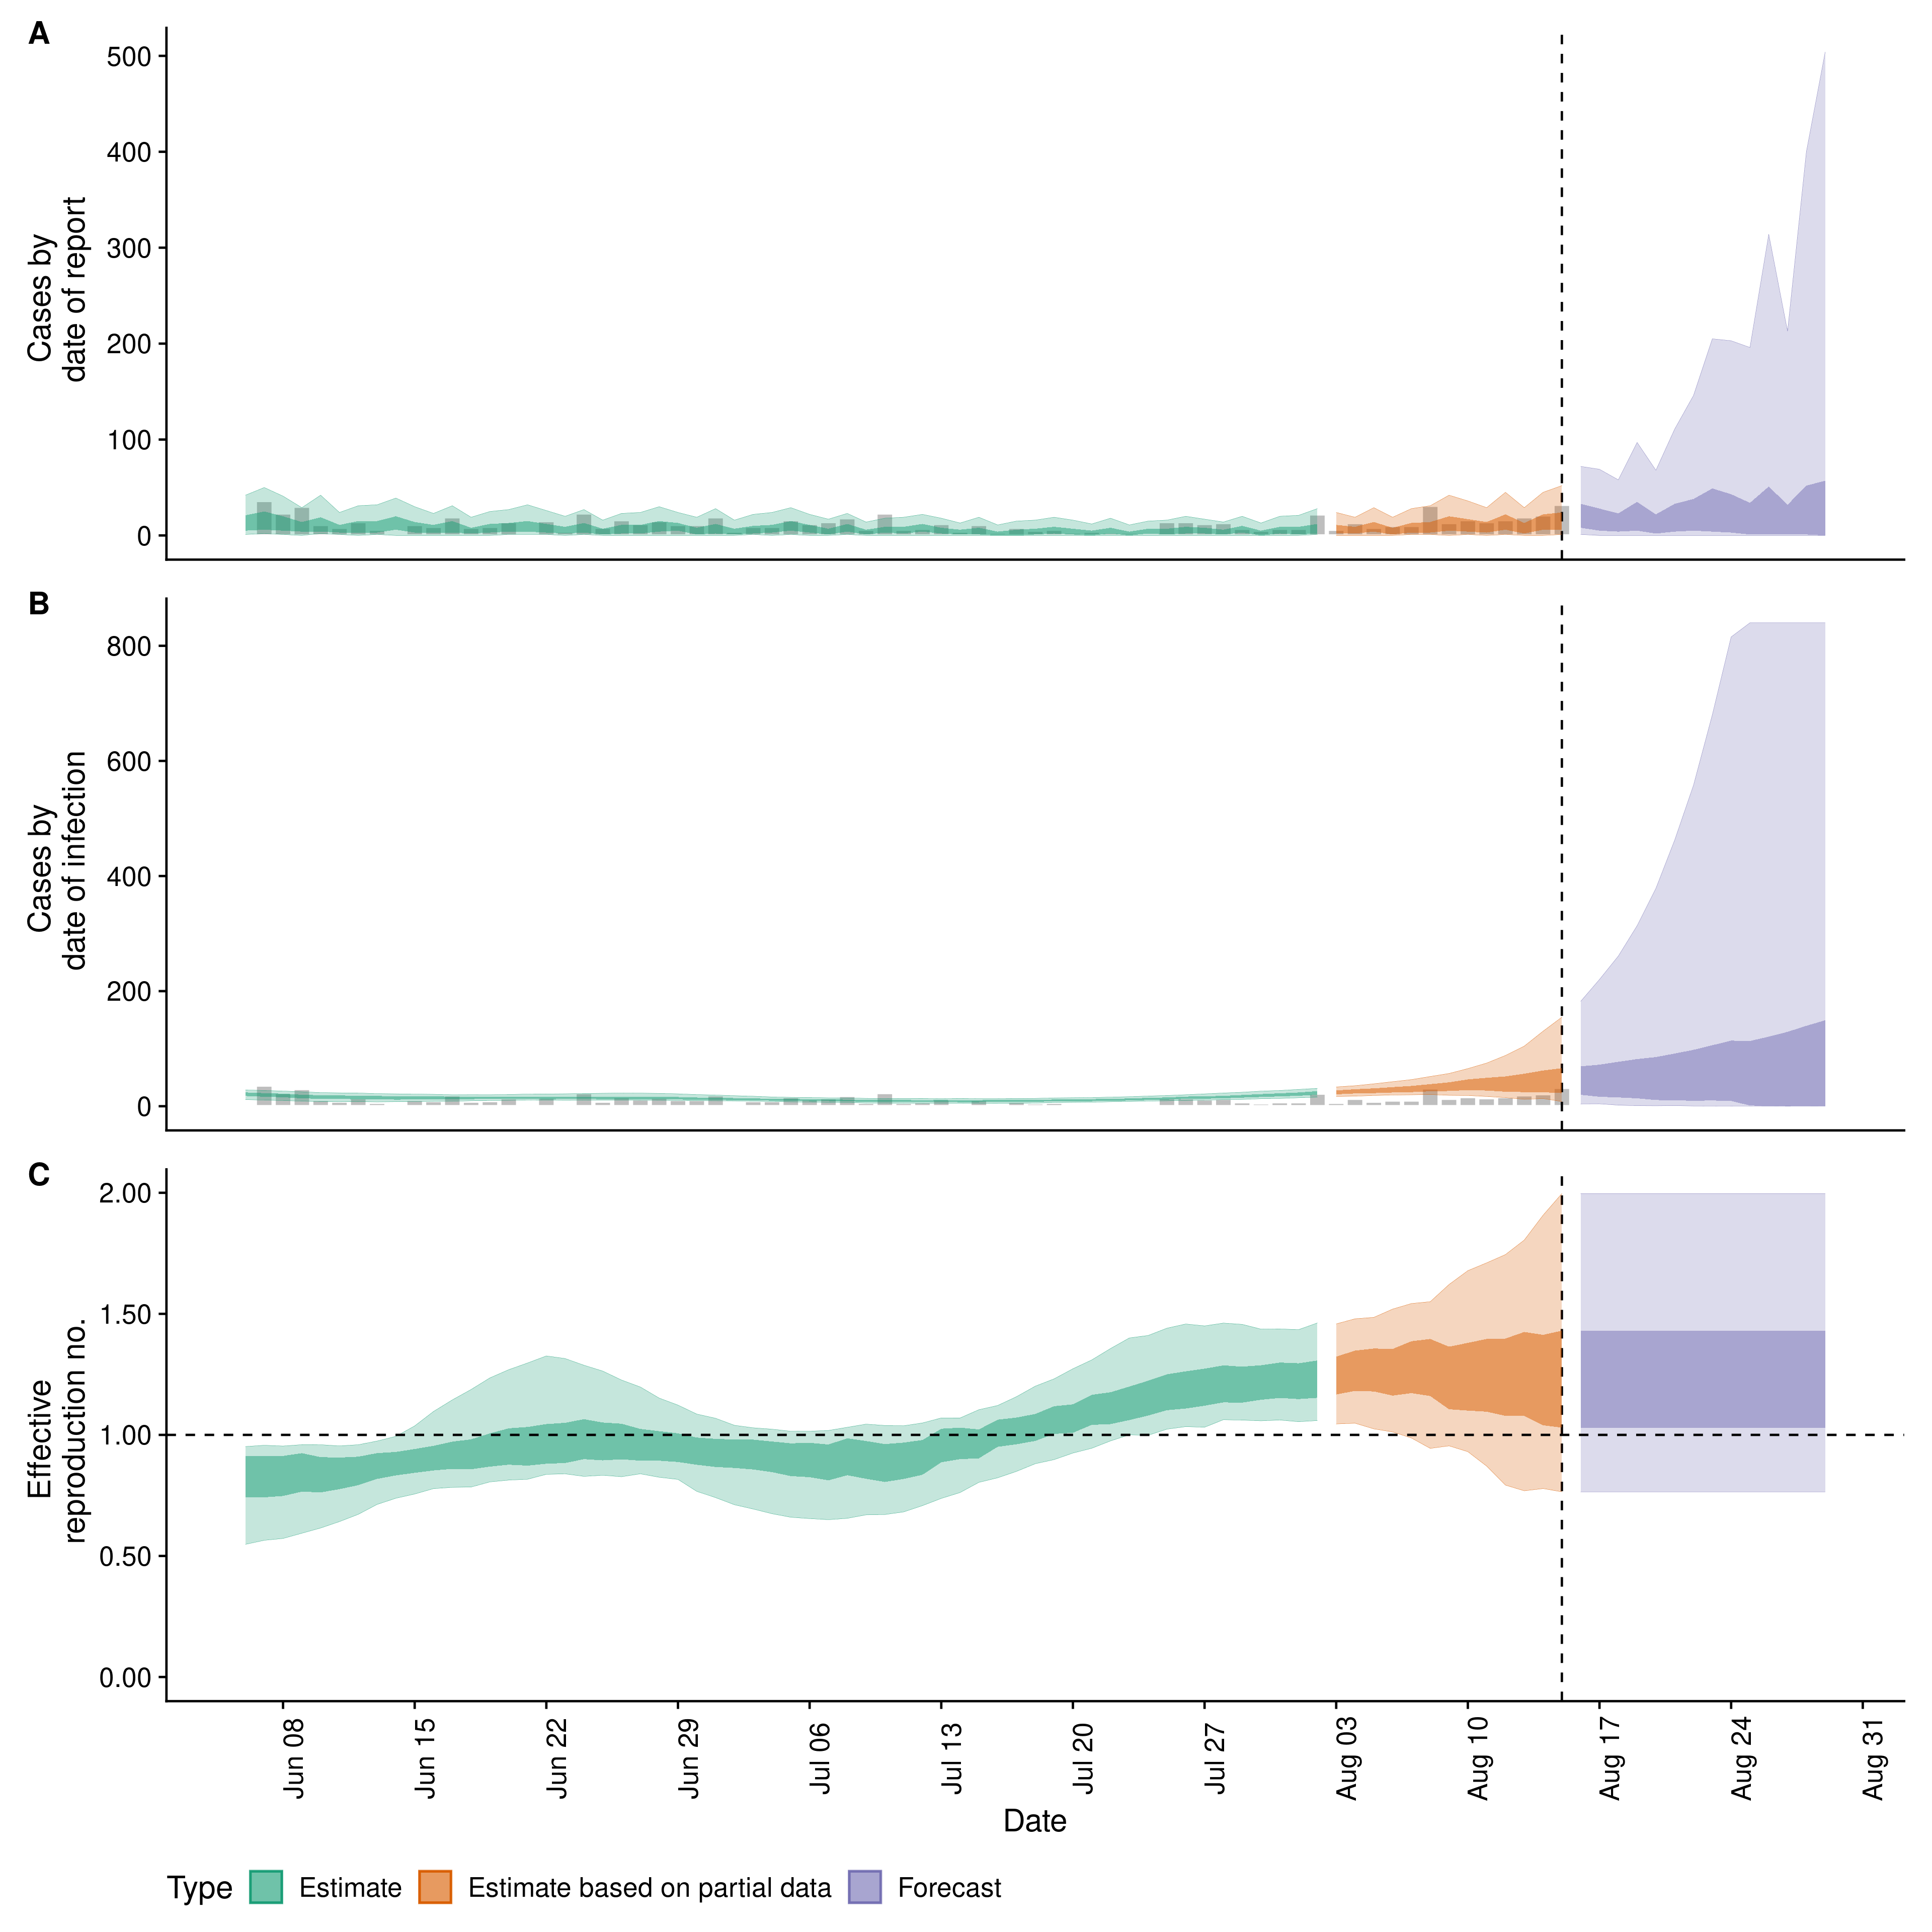 A
500
400
300
200
100
0
Cases by
date of report
B
800
600
400
200
0
Cases by
date of infection
C
2.00
1.50
1.00
0.50
0.00
Effective
reproduction no.
Jun 08
Jun 15
Jun 22
Jun 29
Jul 06
Jul 13
Jul 20
Jul 27
Aug 03
Aug 10
Aug 17
Aug 24
Aug 31
Date
Type Estimate Estimate based on partial data Forecast